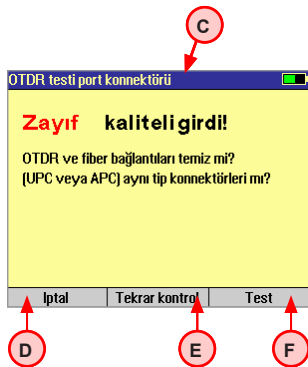 C
OTDR testi port konnektörü
Zayıf kaliteli girdi!
OTDR ve fiber bağlantıları temiz mi?
(UPC veya APC) aynı tip konnektörleri mı?
Iptal Tekrar kontrol Test
D E F